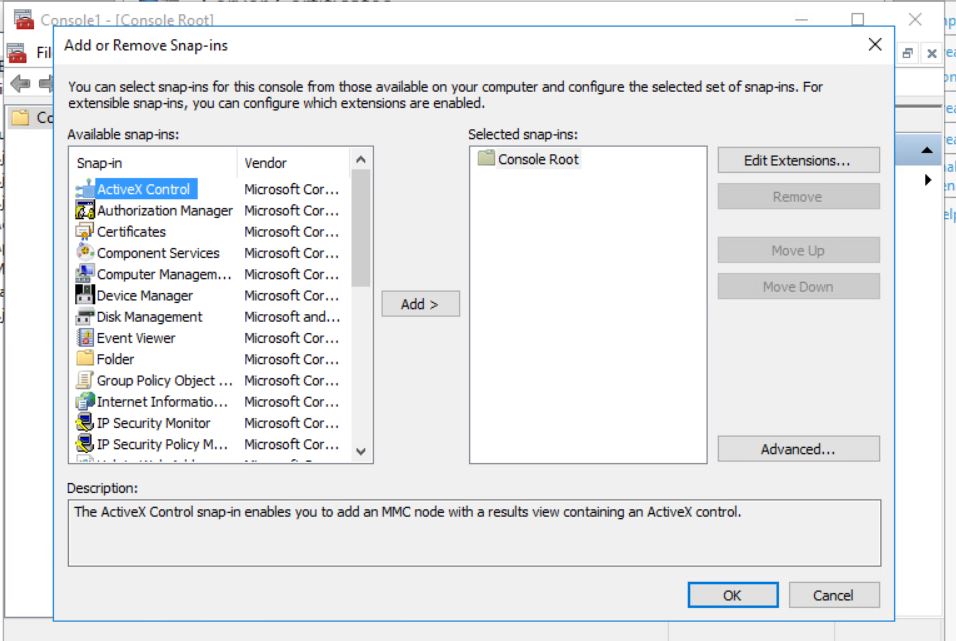 Console1 - [Console Root]
Add or Remove Snap-ins
You can select snap-ins for this console from those available on your computer and configure the selected set of snap-ins. For
extensible snap-ins, you can configure which extensions are enabled.
Available snap-ins:
Snap-in Vendor
ActiveX Control Microsoft Cor...
Authorization Manager Microsoft Cor...
Certificates Microsoft Cor...
Component Services Microsoft Cor...
Computer Managem... Microsoft Cor...
Device Manager Microsoft Cor...
Disk Management Microsoft and...
Event Viewer Microsoft Cor...
Folder Microsoft Cor...
Group Policy Object ... Microsoft Cor...
Internet Informatio... Microsoft Cor...
IP Security Monitor Microsoft Cor...
IP Security Policy M... Microsoft Cor...
Add >
Selected snap-ins:
Console Root
Edit Extensions...
Remove
Move Up
Move Down
Advanced...
Description:
The ActiveX Control snap-in enables you to add an MMC node with a results view containing an ActiveX control.
OK Cancel